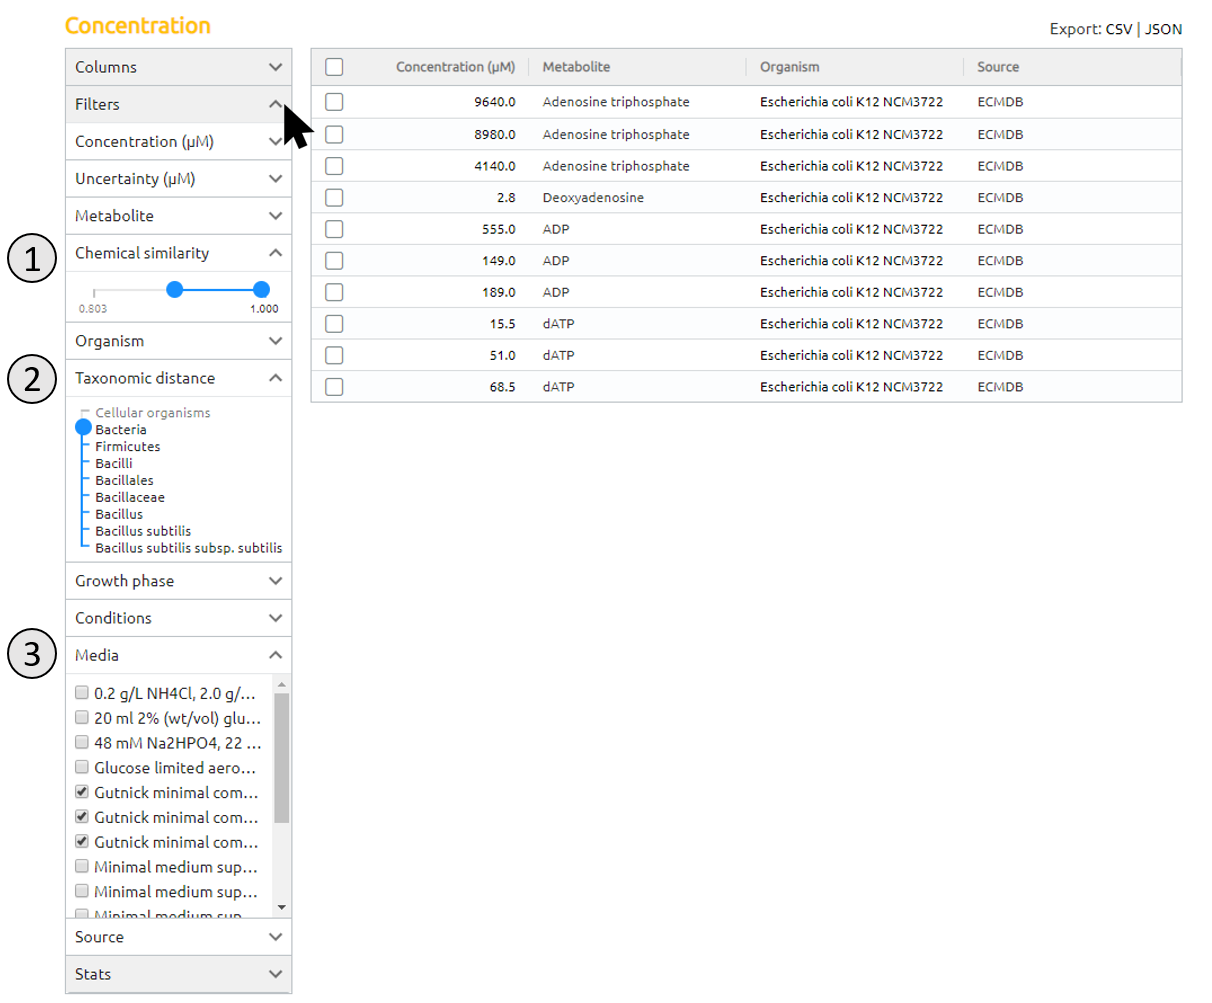 Concentration
Export: CSV | JSON
Columns
Filters
Concentration (µM)
Uncertainty (µM)
Metabolite
1
Chemical similarity
0.803 1.000
Organism
2
Taxonomic distance
Cellular organisms
Bacteria
Firmicutes
Bacilli
Bacillales
Bacillaceae
Bacillus
Bacillus subtilis
Bacillus subtilis subsp. subtilis
Growth phase
Conditions
3
Media
0.2 g/L NH4Cl, 2.0 g/...
20 ml 2% (wt/vol) glu...
48 mM Na2HPO4, 22 ...
Glucose limited aero...
Gutnick minimal com...
Gutnick minimal com...
Gutnick minimal com...
Minimal medium sup...
Minimal medium sup...
Minimal medium sup...
Source
Stats
Concentration (µM) Metabolite Organism Source
9640.0 Adenosine triphosphate Escherichia coli K12 NCM3722 ECMDB
8980.0 Adenosine triphosphate Escherichia coli K12 NCM3722 ECMDB
4140.0 Adenosine triphosphate Escherichia coli K12 NCM3722 ECMDB
2.8 Deoxyadenosine Escherichia coli K12 NCM3722 ECMDB
555.0 ADP Escherichia coli K12 NCM3722 ECMDB
149.0 ADP Escherichia coli K12 NCM3722 ECMDB
189.0 ADP Escherichia coli K12 NCM3722 ECMDB
15.5 dATP Escherichia coli K12 NCM3722 ECMDB
51.0 dATP Escherichia coli K12 NCM3722 ECMDB
68.5 dATP Escherichia coli K12 NCM3722 ECMDB